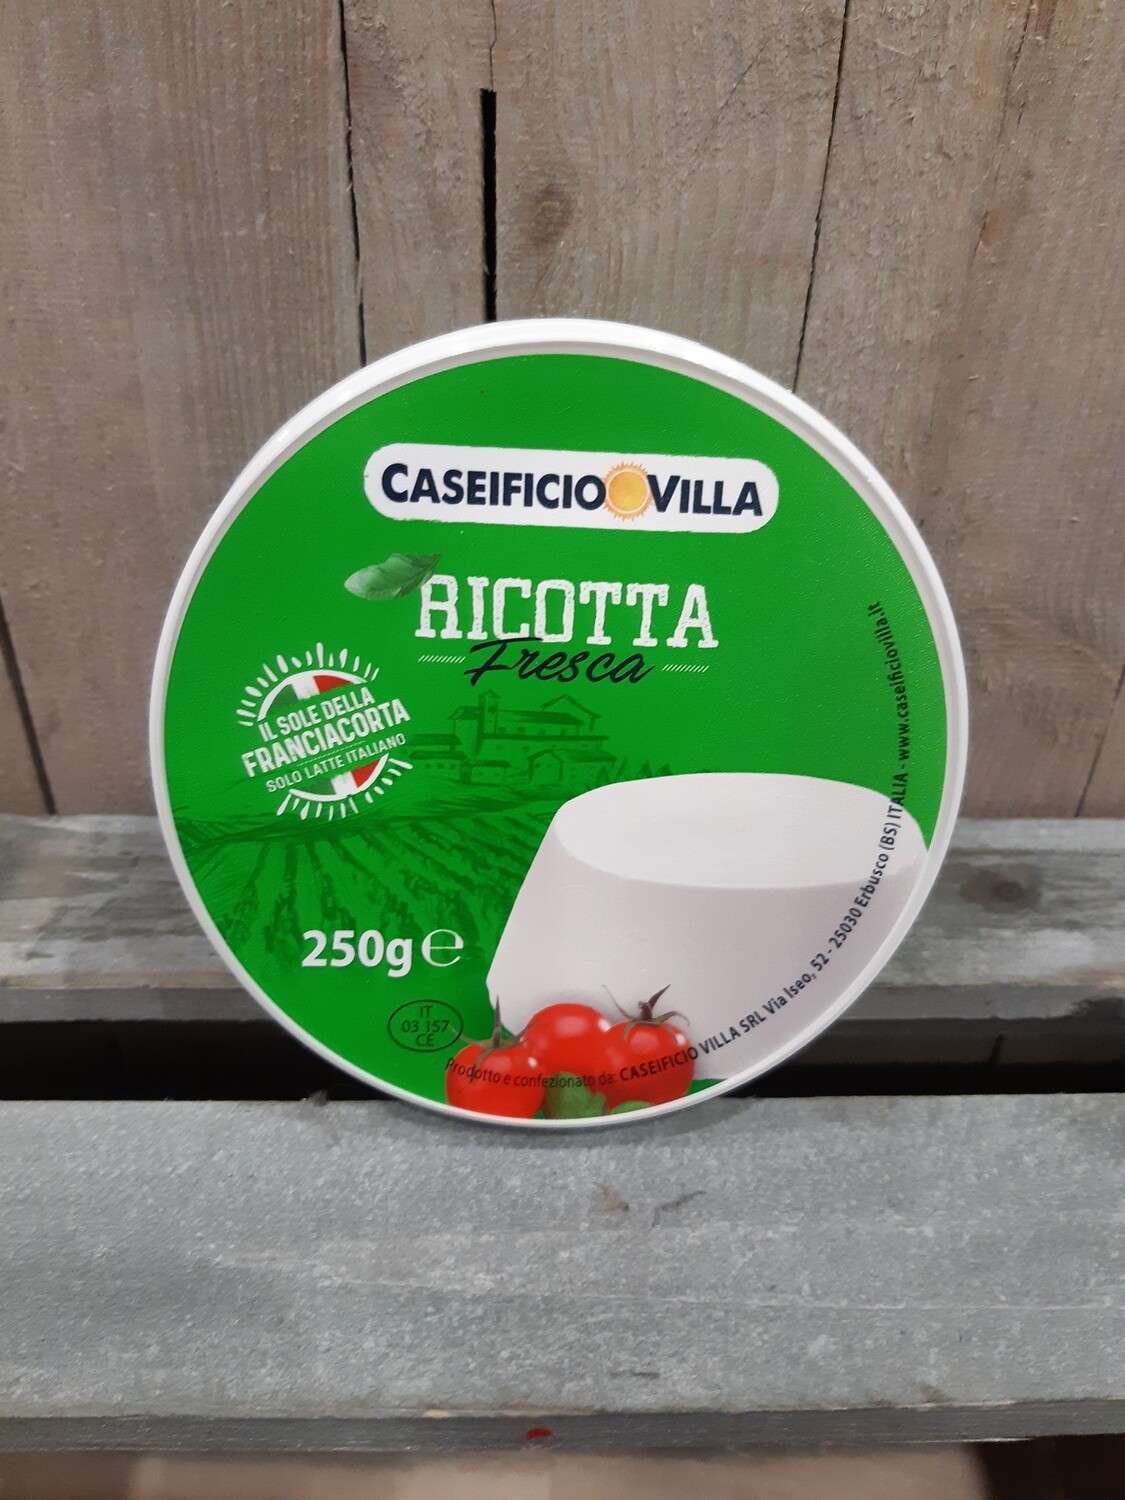 CASEIFICIO VILLA
RICOTTA
Fresca
IL SOLE DELLA
FRANCIACORTA
SOLO LATTE ITALIANO
250g ℮
IT
03 157
CE
Prodotto e confezionato da: CASEIFICIO VILLA SRL Via Iseo, 52 - 25030 Erbusco (BS) ITALIA - www.caseificiovilla.it